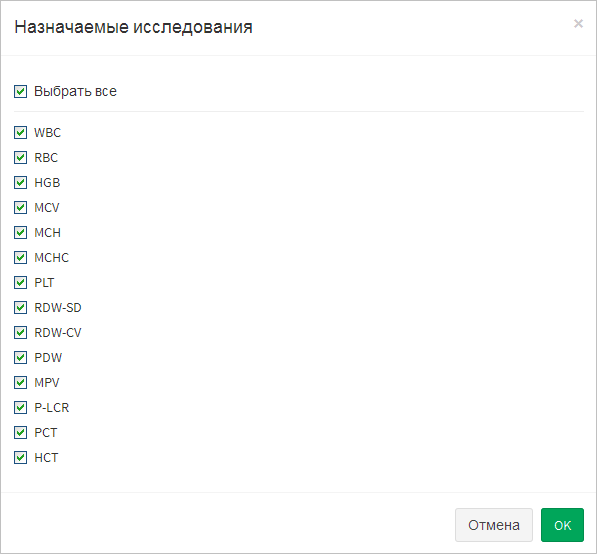 Назначаемые исследования
×
Выбрать все
WBC
RBC
HGB
MCV
MCH
MCHC
PLT
RDW-SD
RDW-CV
PDW
MPV
P-LCR
PCT
HCT
Отмена
OK